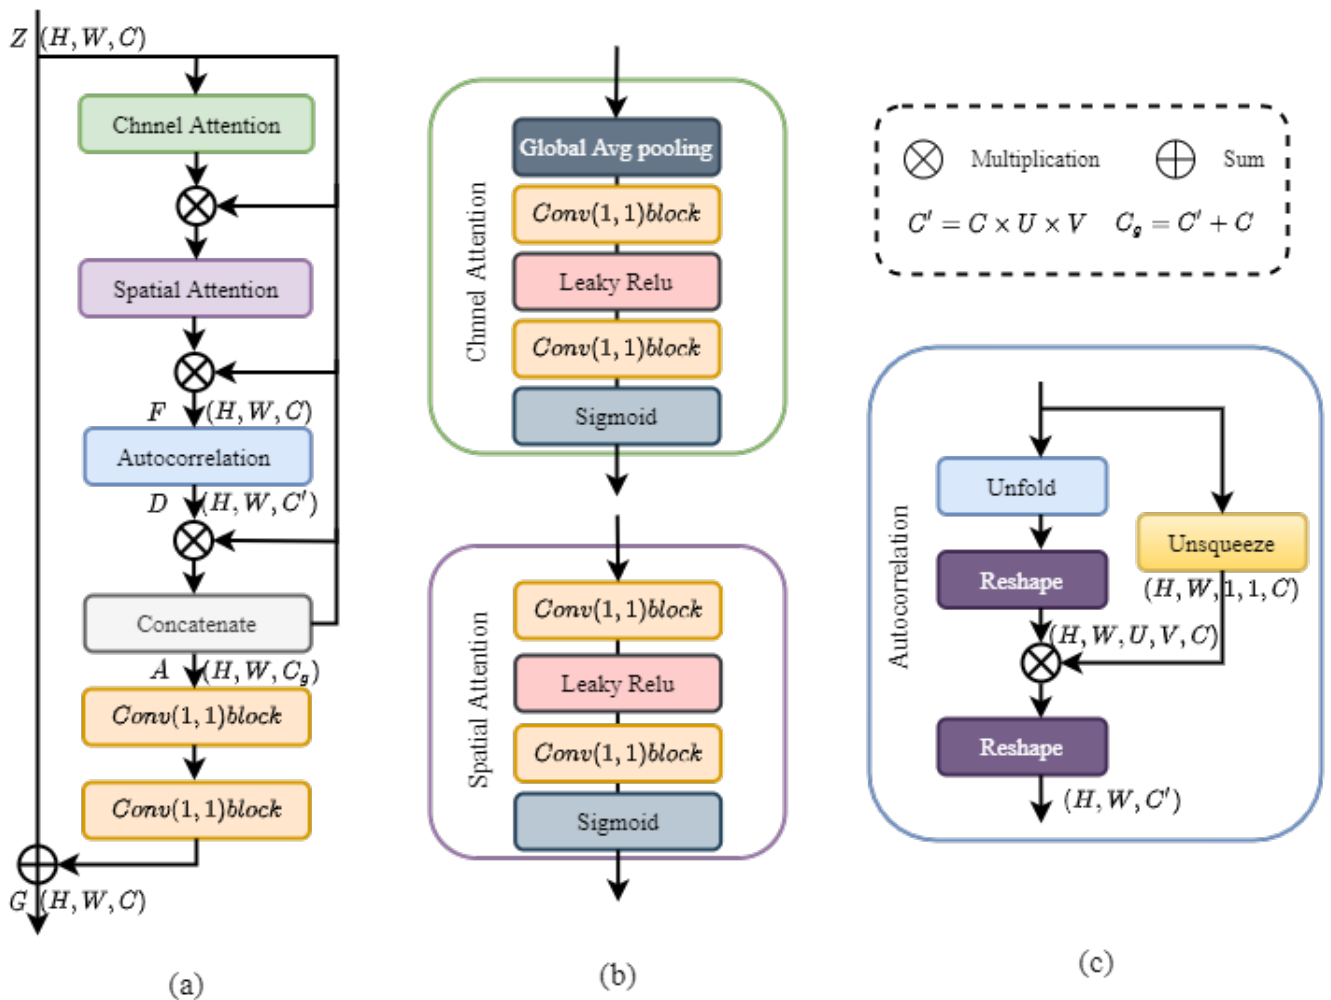 Z (H, W, C)
Chnnel Attention
Spatial Attention
F (H, W, C)
Autocorrelation
D (H, W, C′)
Concatenate
A (H, W, C_g)
Conv(1, 1)block
Conv(1, 1)block
G (H, W, C)
(a)
Chnnel Attention
Global Avg pooling
Conv(1, 1)block
Leaky Relu
Conv(1, 1)block
Sigmoid
Spatial Attention
Conv(1, 1)block
Leaky Relu
Conv(1, 1)block
Sigmoid
(b)
Multiplication Sum
C′ = C × U × V C_g = C′ + C
Autocorrelation
Unfold
Unsqueeze
Reshape
(H, W, 1, 1, C)
(H, W, U, V, C)
Reshape
(H, W, C′)
(c)